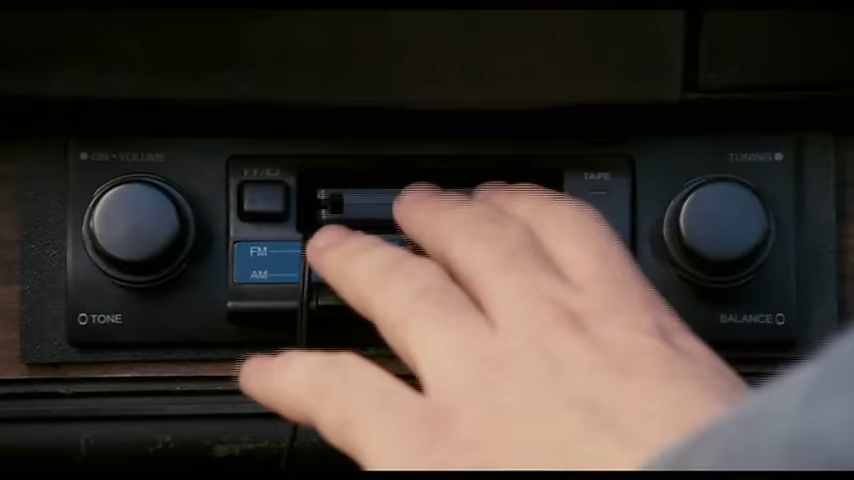 ON • VOLUME
FF/EJ
TAPE
TUNING
FM
AM
TONE
BALANCE